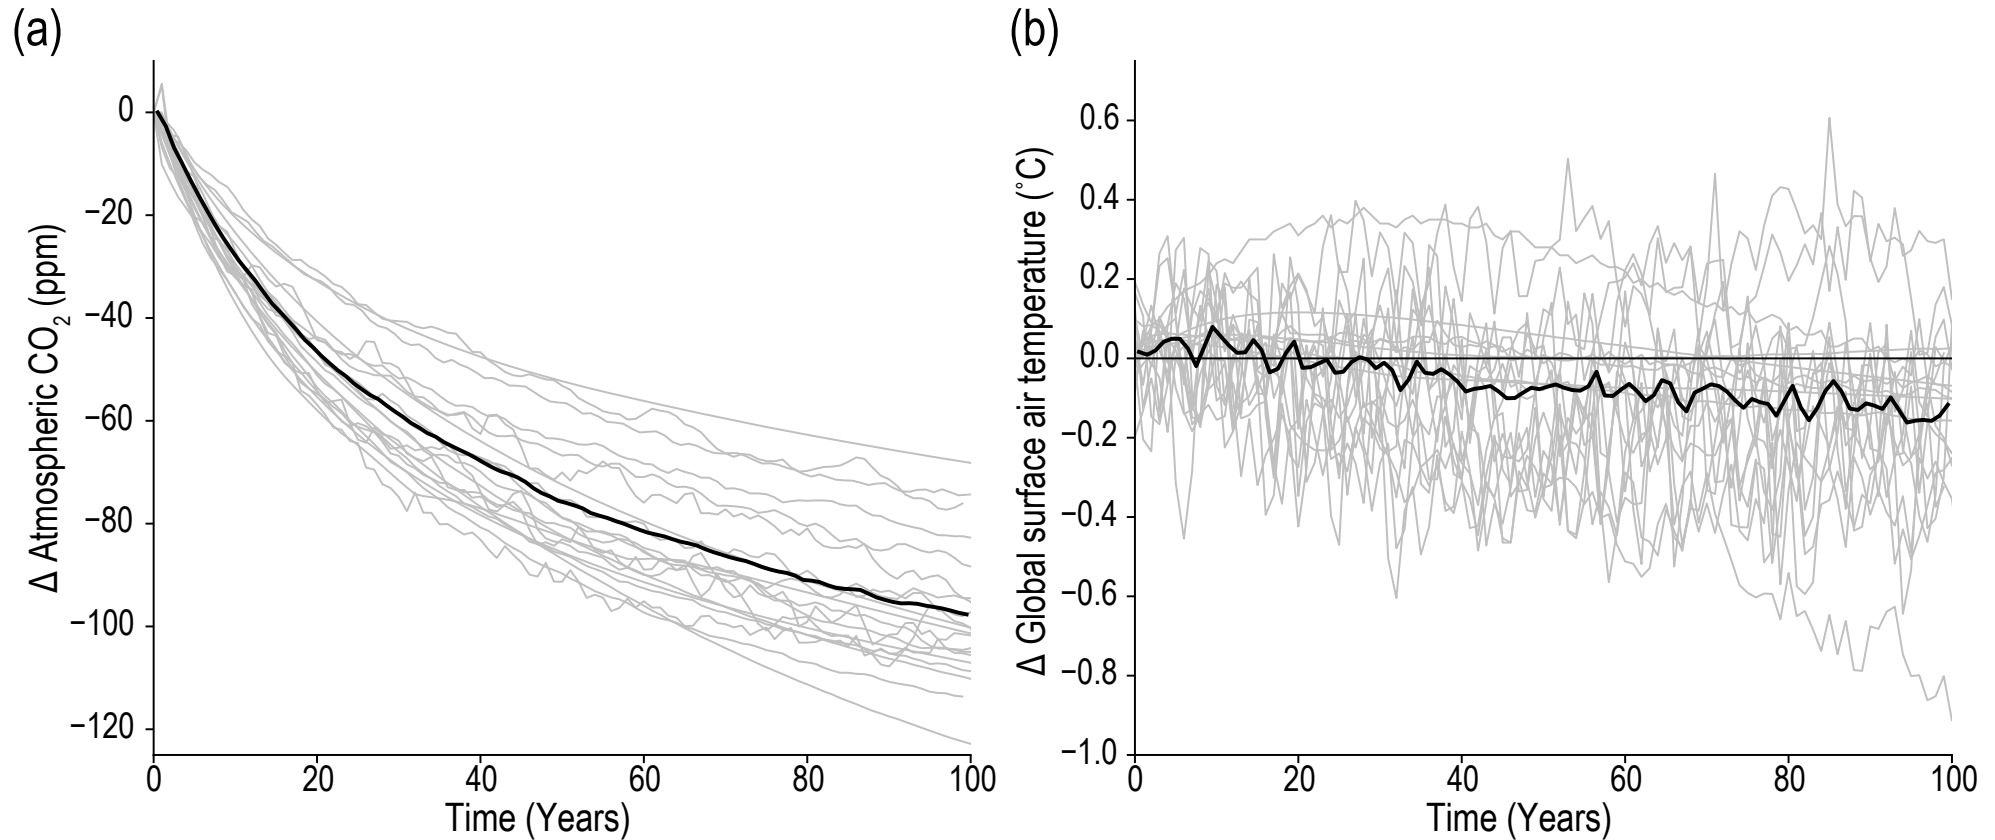 (a)
Δ Atmospheric CO₂ (ppm)
0
−20
−40
−60
−80
−100
−120
0 20 40 60 80 100
Time (Years)
(b)
Δ Global surface air temperature (˚C)
0.6
0.4
0.2
0.0
−0.2
−0.4
−0.6
−0.8
−1.0
0 20 40 60 80 100
Time (Years)